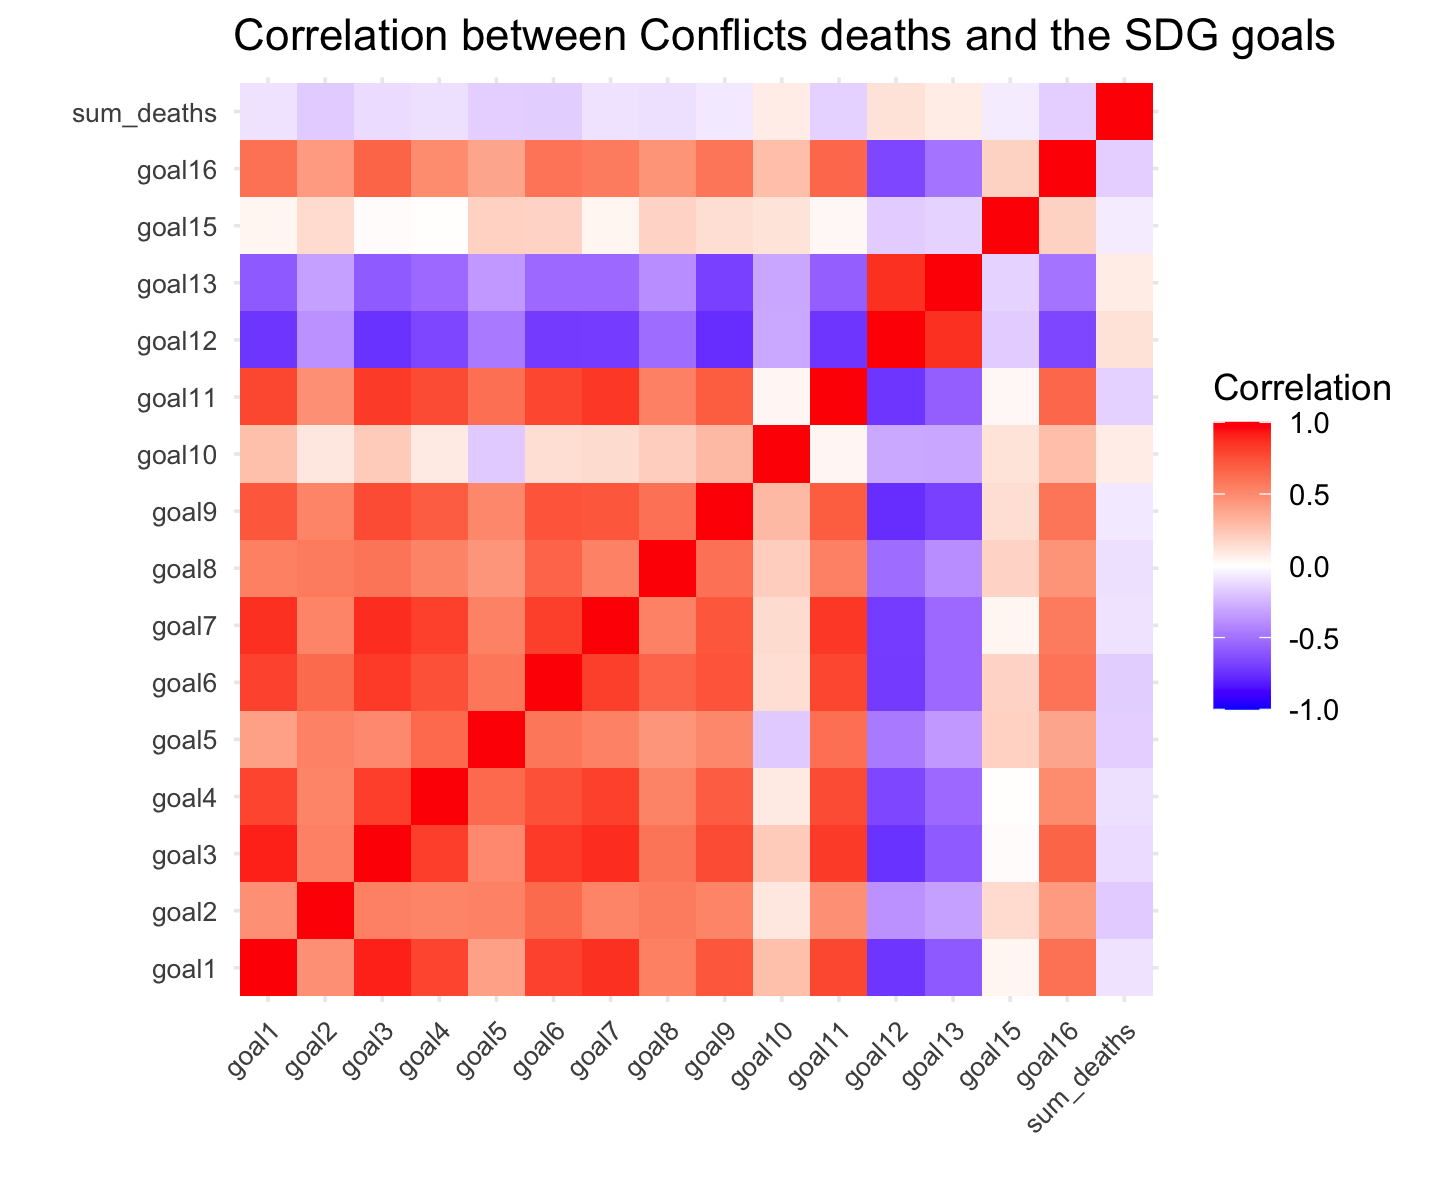 Correlation between Conflicts deaths and the SDG goals
sum_deaths
goal16
goal15
goal13
goal12
goal11
goal10
goal9
goal8
goal7
goal6
goal5
goal4
goal3
goal2
goal1
goal1
goal2
goal3
goal4
goal5
goal6
goal7
goal8
goal9
goal10
goal11
goal12
goal13
goal15
goal16
sum_deaths
Correlation
1.0
0.5
0.0
-0.5
-1.0